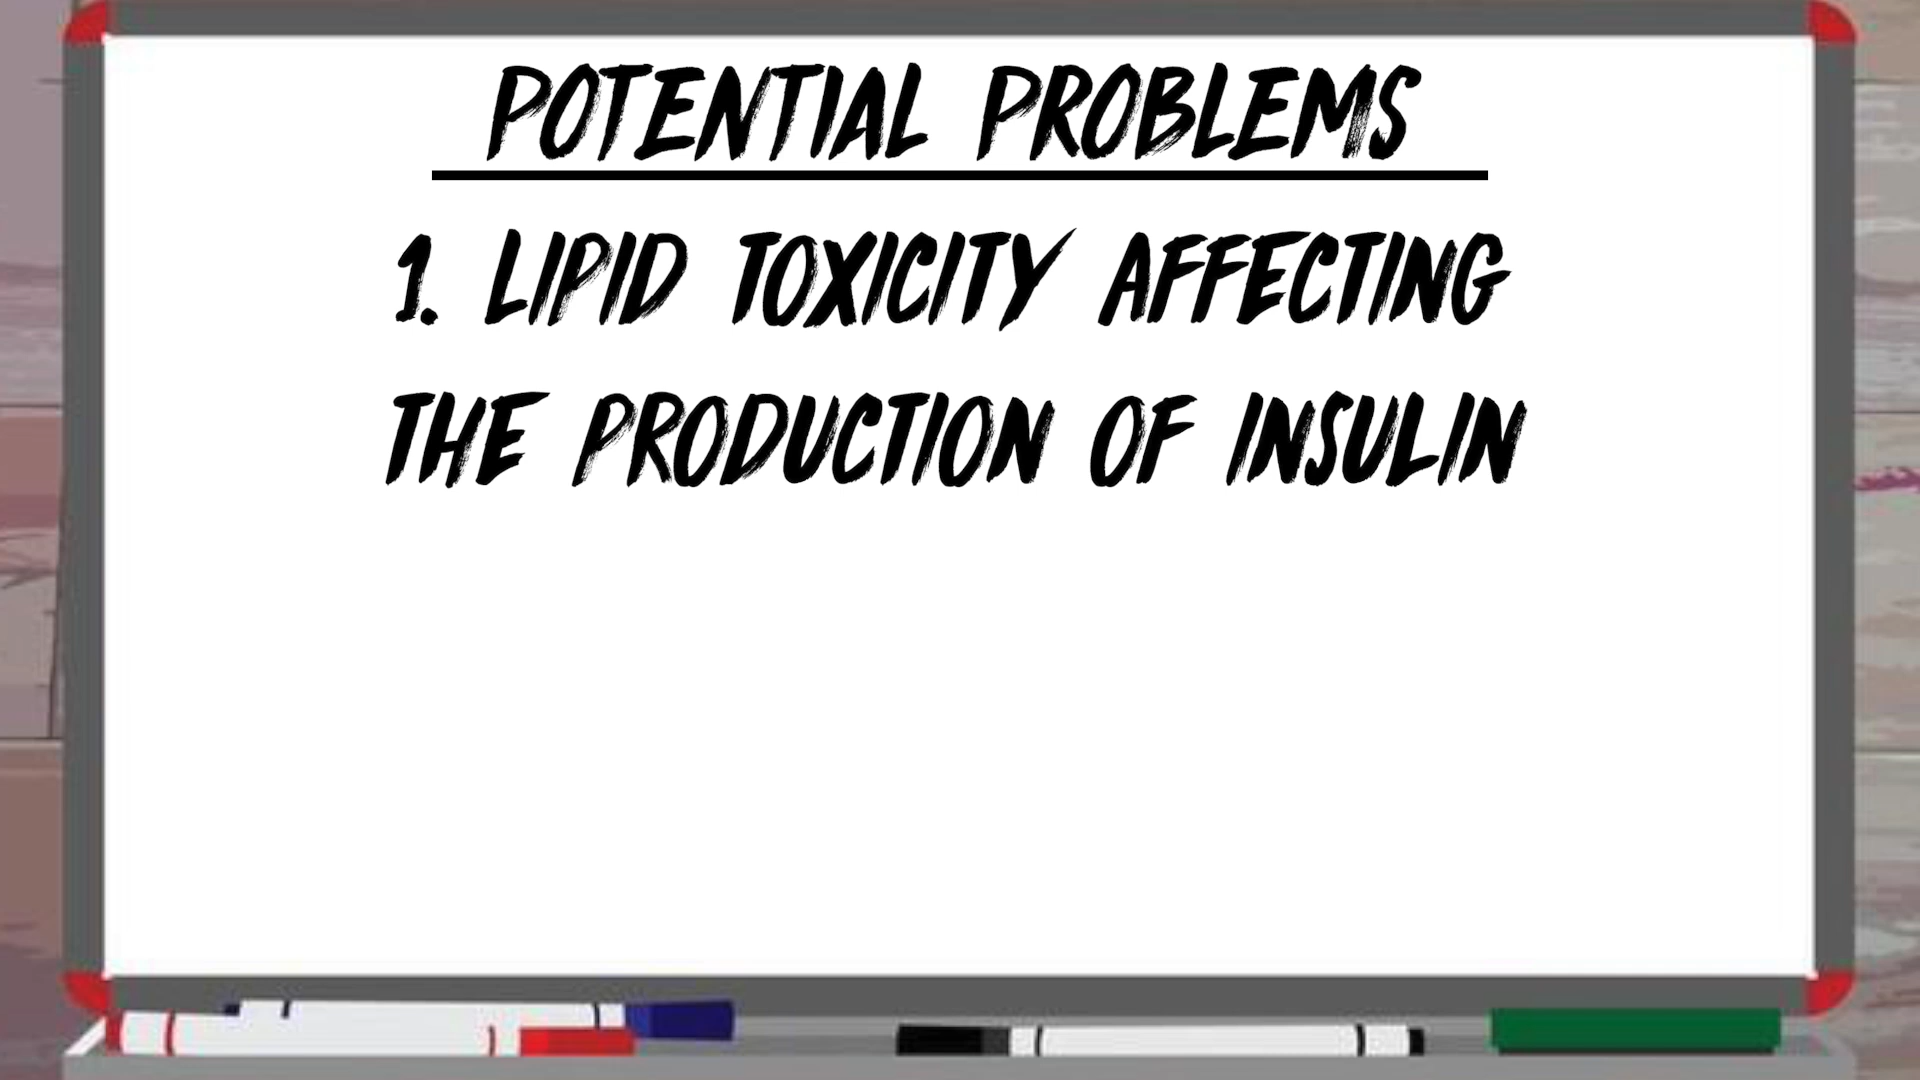 POTENTIAL PROBLEMS
1. LIPID TOXICITY AFFECTING
THE PRODUCTION OF INSULIN